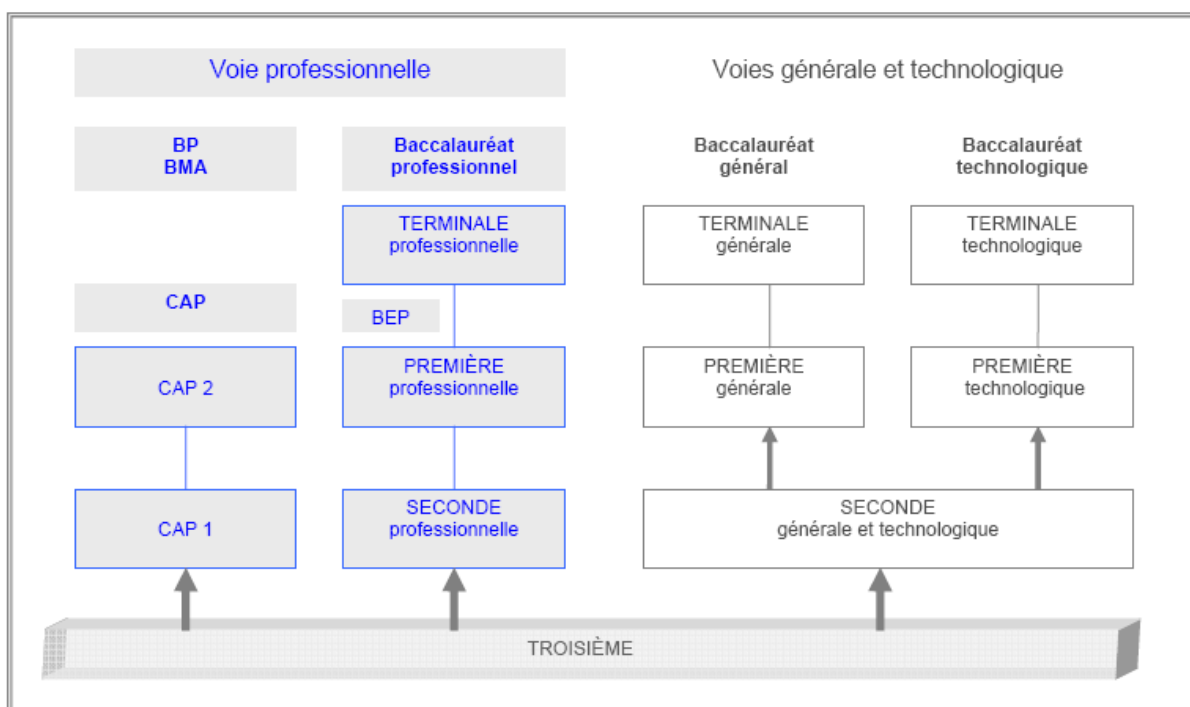 Voie professionnelle
Voies générale et technologique
BP
BMA
Baccalauréat
professionnel
Baccalauréat
général
Baccalauréat
technologique
TERMINALE
professionnelle
TERMINALE
générale
TERMINALE
technologique
CAP
BEP
CAP 2
PREMIÈRE
professionnelle
PREMIÈRE
générale
PREMIÈRE
technologique
CAP 1
SECONDE
professionnelle
SECONDE
générale et technologique
TROISIÈME